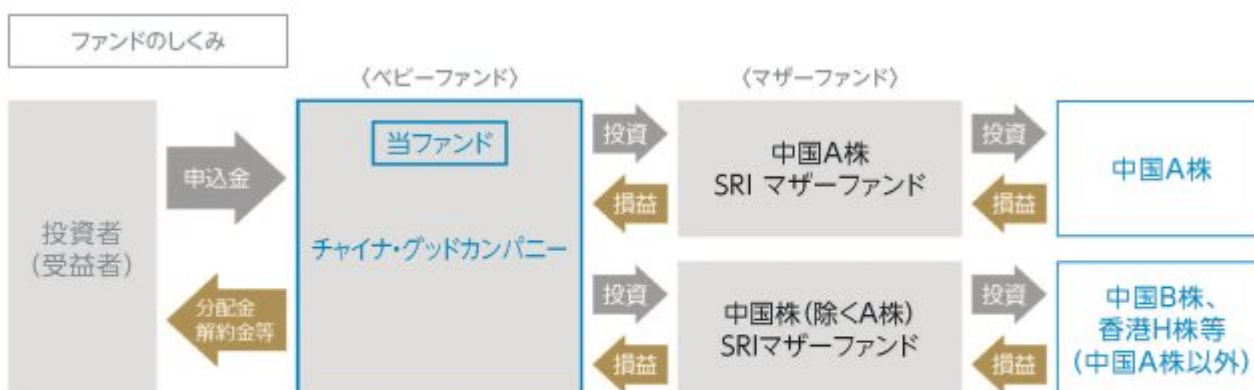 ファンドのしくみ
〈ベビーファンド〉
〈マザーファンド〉
投資者
(受益者)
申込金
分配金
解約金等
当ファンド
チャイナ・グッドカンパニー
投資
損益
中国A株
SRI マザーファンド
投資
損益
中国A株
投資
損益
中国株(除くA株)
SRIマザーファンド
投資
損益
中国B株、
香港H株等
(中国A株以外)